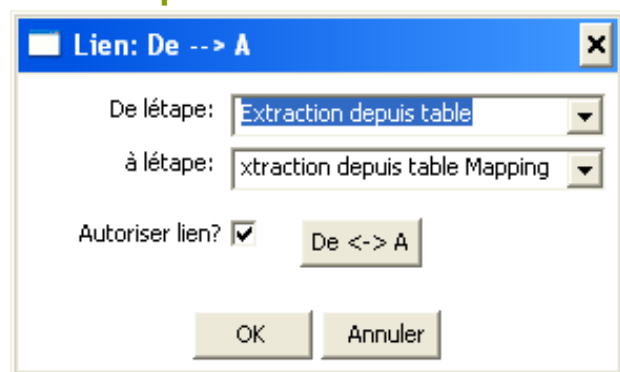 Lien: De --> A
De létape: Extraction depuis table
à létape: xtraction depuis table Mapping
Autoriser lien? De <-> A
OK Annuler